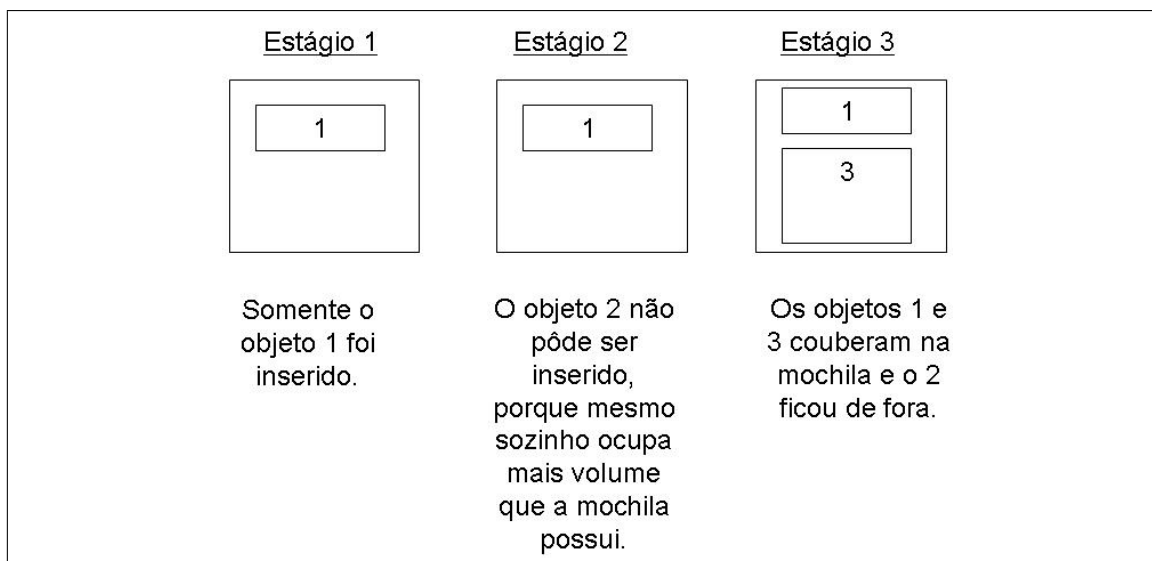 Estágio 1
Estágio 2
Estágio 3
1
1
1
3
Somente o
objeto 1 foi
inserido.
O objeto 2 não
pôde ser
inserido,
porque mesmo
sozinho ocupa
mais volume
que a mochila
possui.
Os objetos 1 e
3 couberam na
mochila e o 2
ficou de fora.